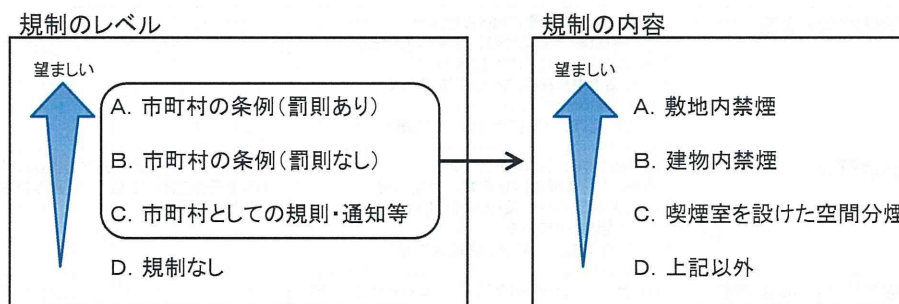 規制のレベル
望ましい
A. 市町村の条例(罰則あり)
B. 市町村の条例(罰則なし)
C. 市町村としての規則・通知等
D. 規制なし
規制の内容
望ましい
A. 敷地内禁煙
B. 建物内禁煙
C. 喫煙室を設けた空間分煙
D. 上記以外